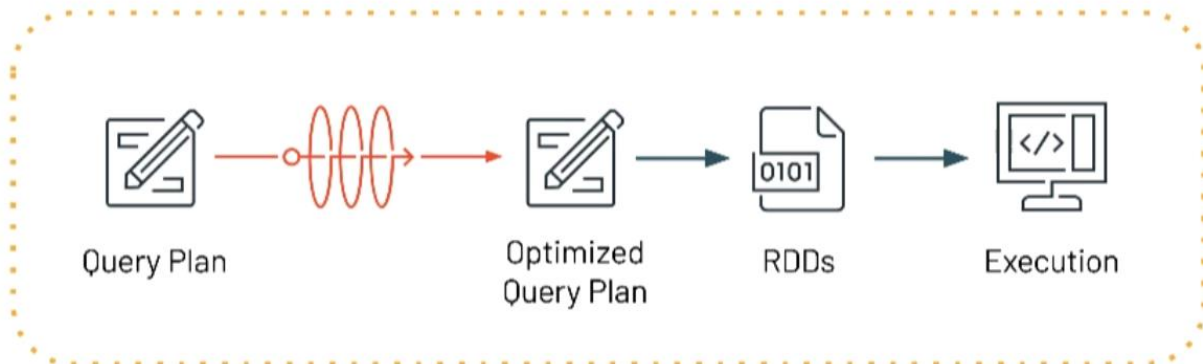 Query Plan
Optimized
Query Plan
0101
RDDs
</>
Execution